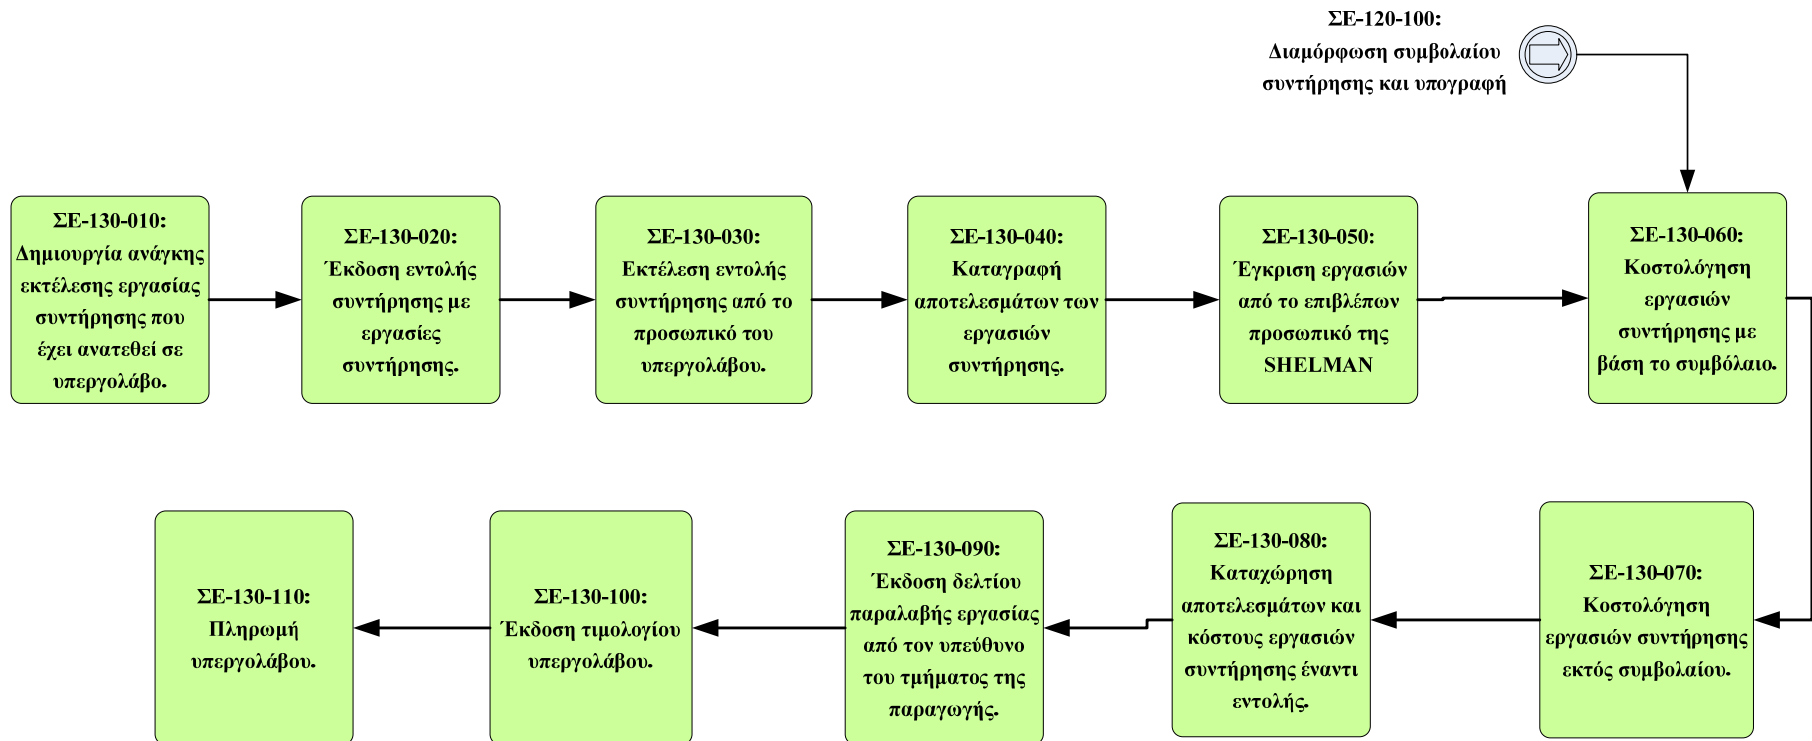 ΣΕ-120-100:
Διαμόρφωση συμβολαίου
συντήρησης και υπογραφή
ΣΕ-130-010:
Δημιουργία ανάγκης
εκτέλεσης εργασίας
συντήρησης που
έχει ανατεθεί σε
υπεργολάβο.
ΣΕ-130-020:
Έκδοση εντολής
συντήρησης με
εργασίες
συντήρησης.
ΣΕ-130-030:
Εκτέλεση εντολής
συντήρησης από το
προσωπικό του
υπεργολάβου.
ΣΕ-130-040:
Καταγραφή
αποτελεσμάτων των
εργασιών
συντήρησης.
ΣΕ-130-050:
Έγκριση εργασιών
από το επιβλέπων
προσωπικό της
SHELMAN
ΣΕ-130-060:
Κοστολόγηση
εργασιών
συντήρησης με
βάση το συμβόλαιο.
ΣΕ-130-070:
Κοστολόγηση
εργασιών συντήρησης
εκτός συμβολαίου.
ΣΕ-130-080:
Καταχώρηση
αποτελεσμάτων και
κόστους εργασιών
συντήρησης έναντι
εντολής.
ΣΕ-130-090:
Έκδοση δελτίου
παραλαβής εργασίας
από τον υπεύθυνο
του τμήματος της
παραγωγής.
ΣΕ-130-100:
Έκδοση τιμολογίου
υπεργολάβου.
ΣΕ-130-110:
Πληρωμή
υπεργολάβου.